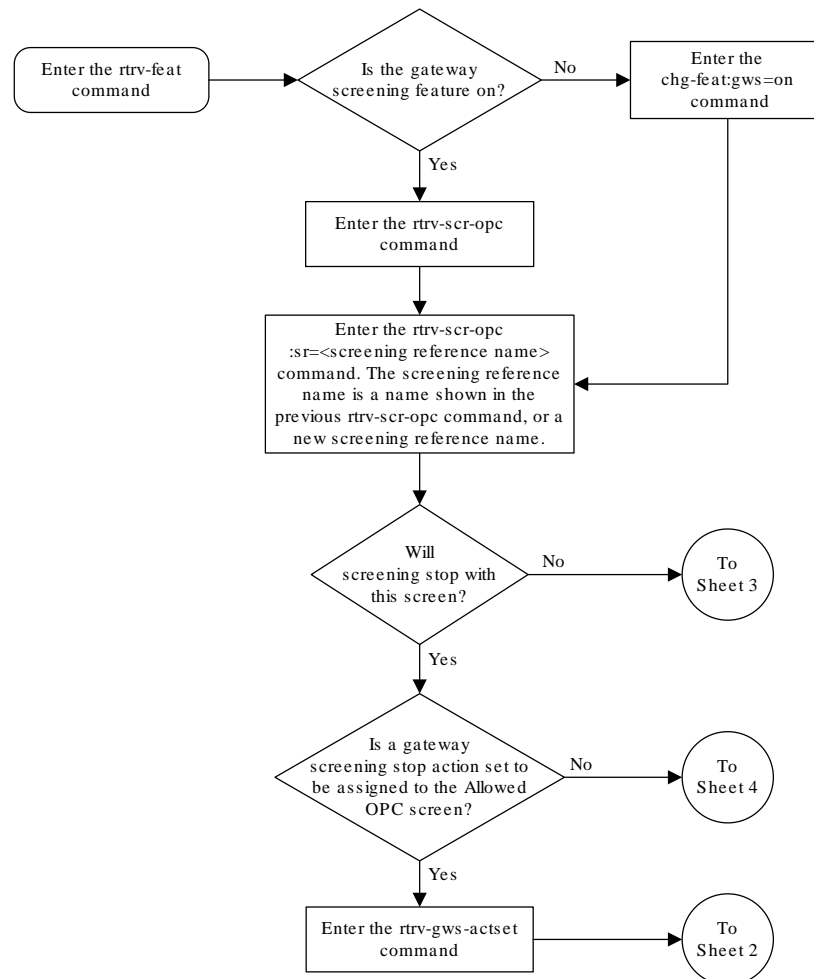 Enter the rtrv-feat
command
Is the gateway
screening feature on?
No
Enter the
chg-feat:gws=on
command
Yes
Enter the rtrv-scr-opc
command
Enter the rtrv-scr-opc
:sr=<screening reference name>
command. The screening reference
name is a name shown in the
previous rtrv-scr-opc command, or a
new screening reference name.
Will
screening stop with
this screen?
No
To
Sheet 3
Yes
Is a gateway
screening stop action set to
be assigned to the Allowed
OPC screen?
No
To
Sheet 4
Yes
Enter the rtrv-gws-actset
command
To
Sheet 2